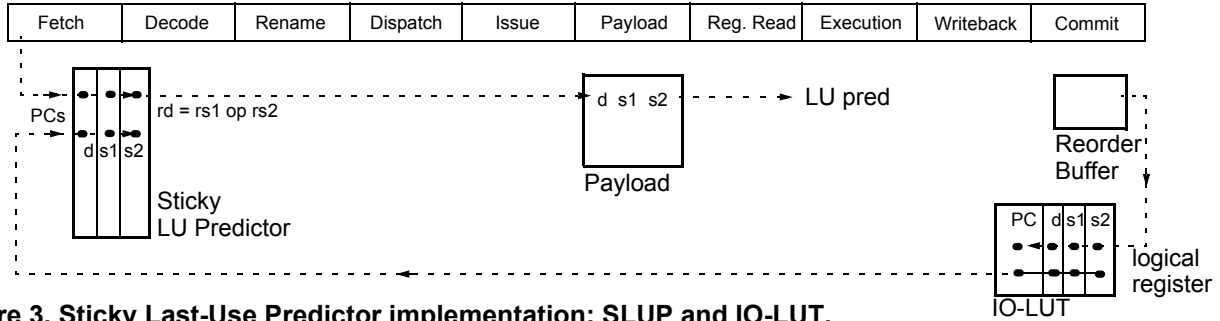 Fetch Decode Rename Dispatch Issue Payload Reg. Read Execution Writeback Commit
PCs
rd = rs1 op rs2
d s1 s2
Sticky
LU Predictor
d s1 s2
LU pred
Payload
Reorder
Buffer
PC d s1 s2
logical
register
IO-LUT
re 3. Sticky Last-Use Predictor implementation: SLUP and IO-LUT.